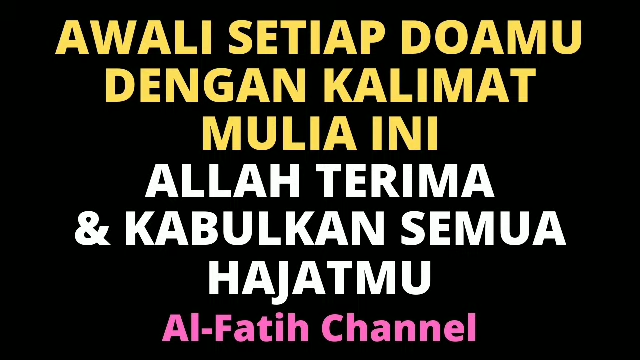 AWALI SETIAP DOAMU
DENGAN KALIMAT
MULIA INI
ALLAH TERIMA
& KABULKAN SEMUA
HAJATMU
Al-Fatih Channel